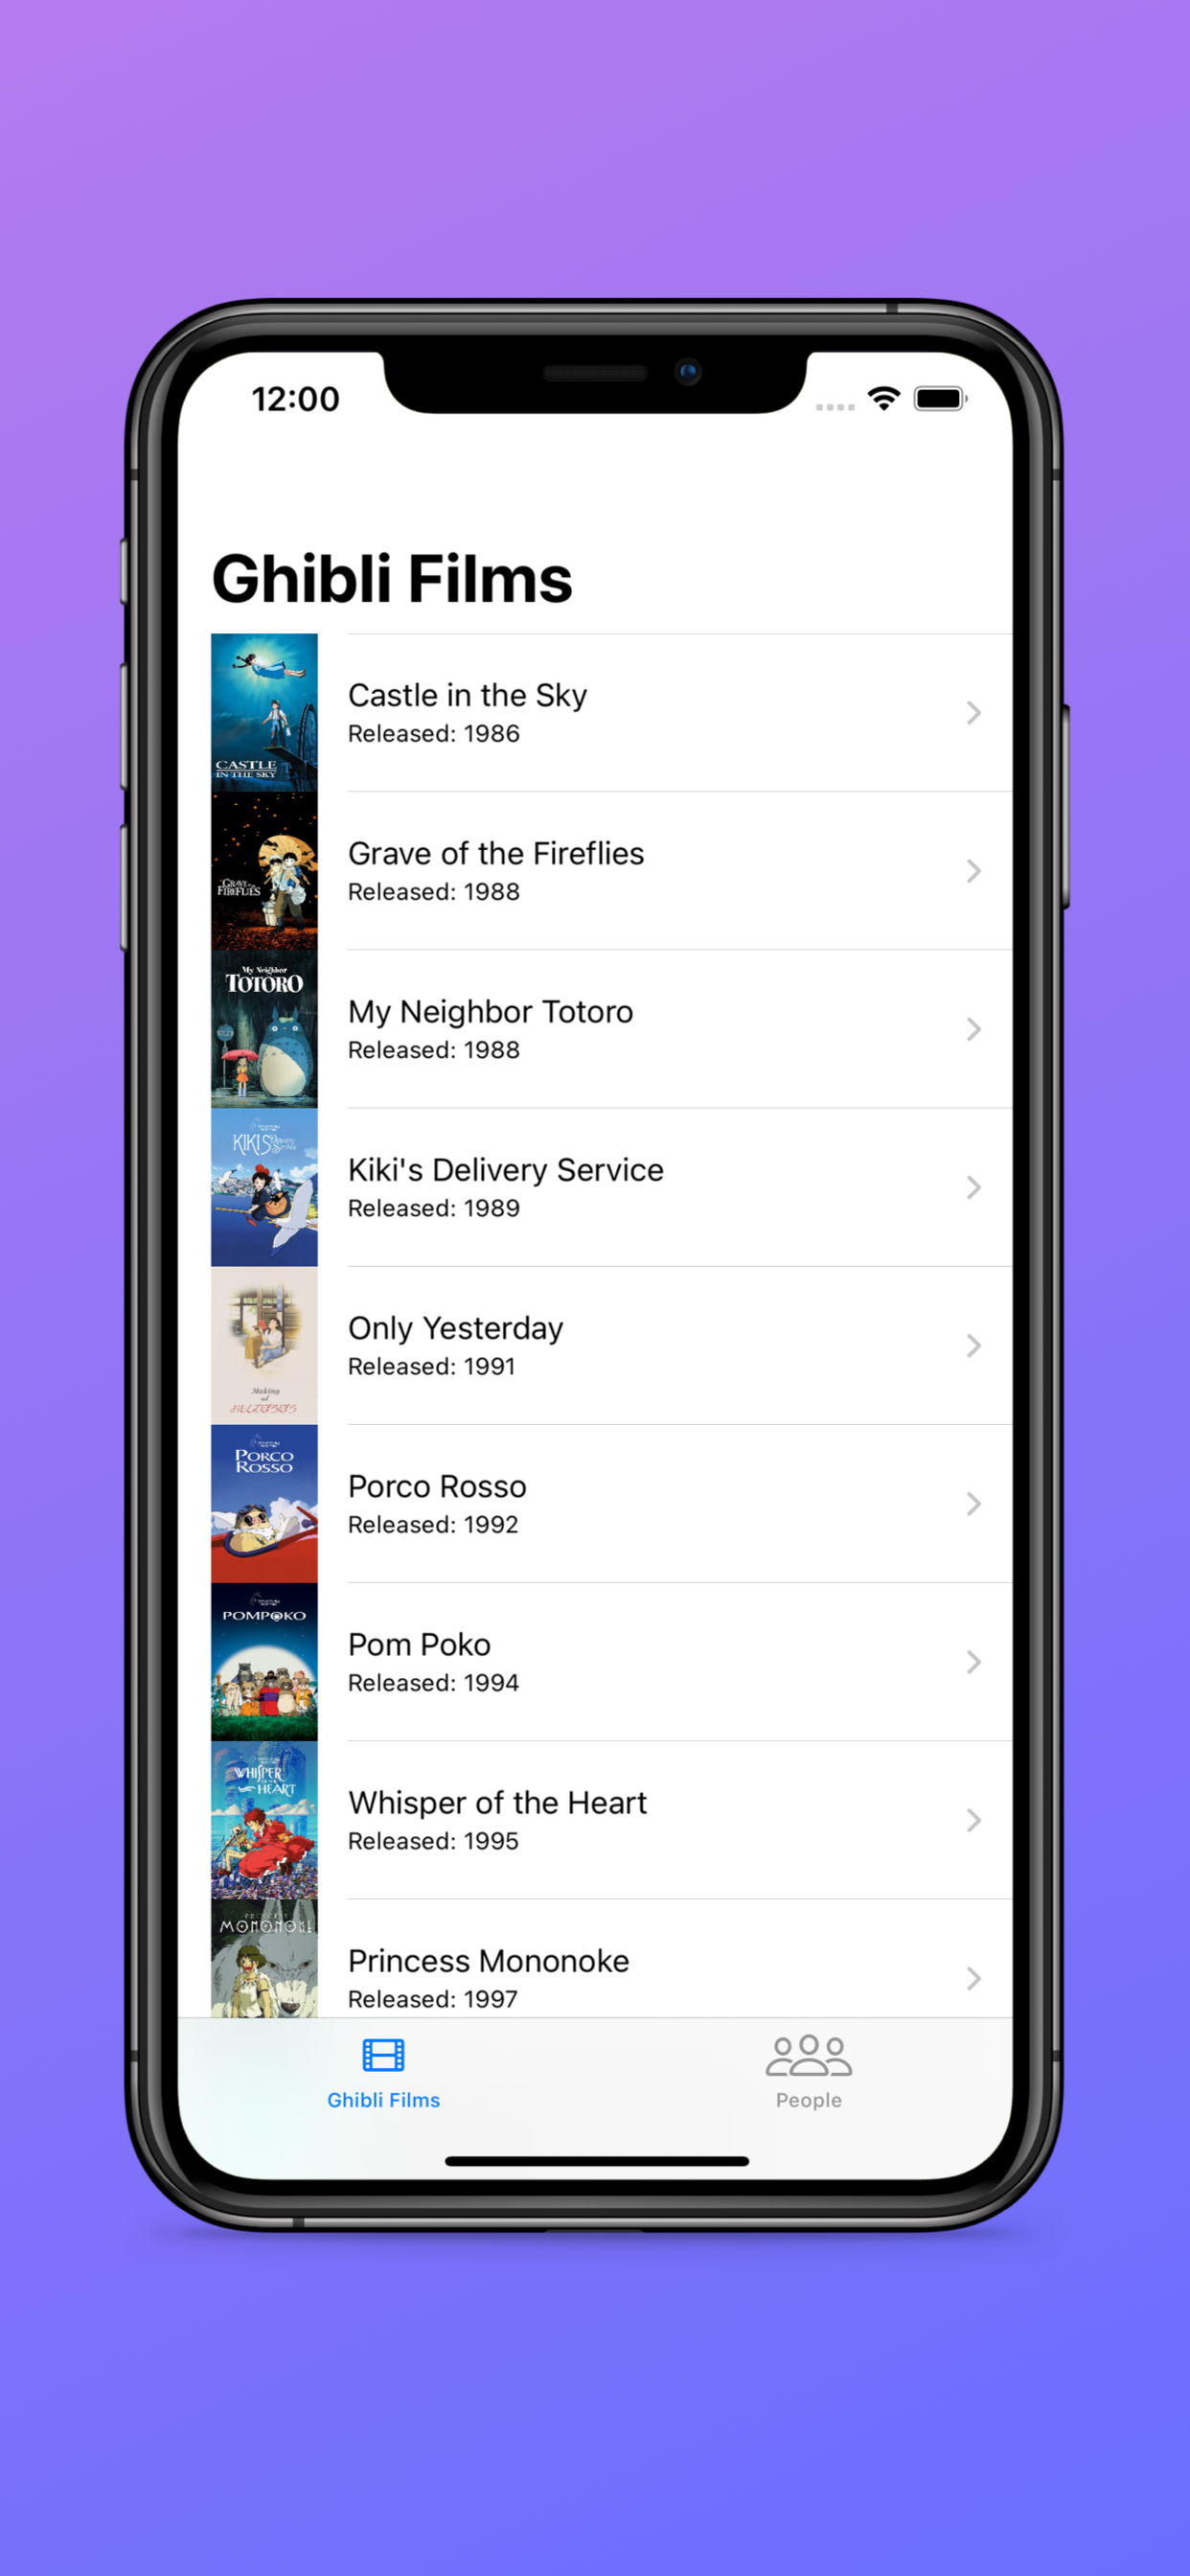 12:00
Ghibli Films
CASTLE
IN THE SKY
Castle in the Sky
Released: 1986
GRAVE OF THE
FIREFLIES
Grave of the Fireflies
Released: 1988
My Neighbor
TOTORO
My Neighbor Totoro
Released: 1988
KIKI'S Delivery
Service
Kiki's Delivery Service
Released: 1989
Making
of
Only Yesterday
Released: 1991
PORCO
ROSSO
Porco Rosso
Released: 1992
POMPOKO
Pom Poko
Released: 1994
WHISPER
OF THE
HEART
Whisper of the Heart
Released: 1995
PRINCESS
MONONOKE
Princess Mononoke
Released: 1997
Ghibli Films
People